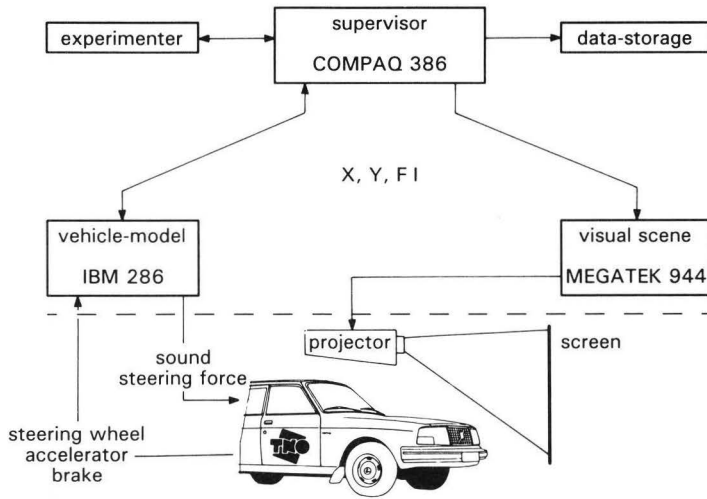 supervisor
experimenter
COMPAQ 386
data-storage
X, Y, FI
vehicle-model
IBM 286
visual scene
MEGATEK 944
projector
screen
sound
steering force
steering wheel
accelerator
brake
TNO